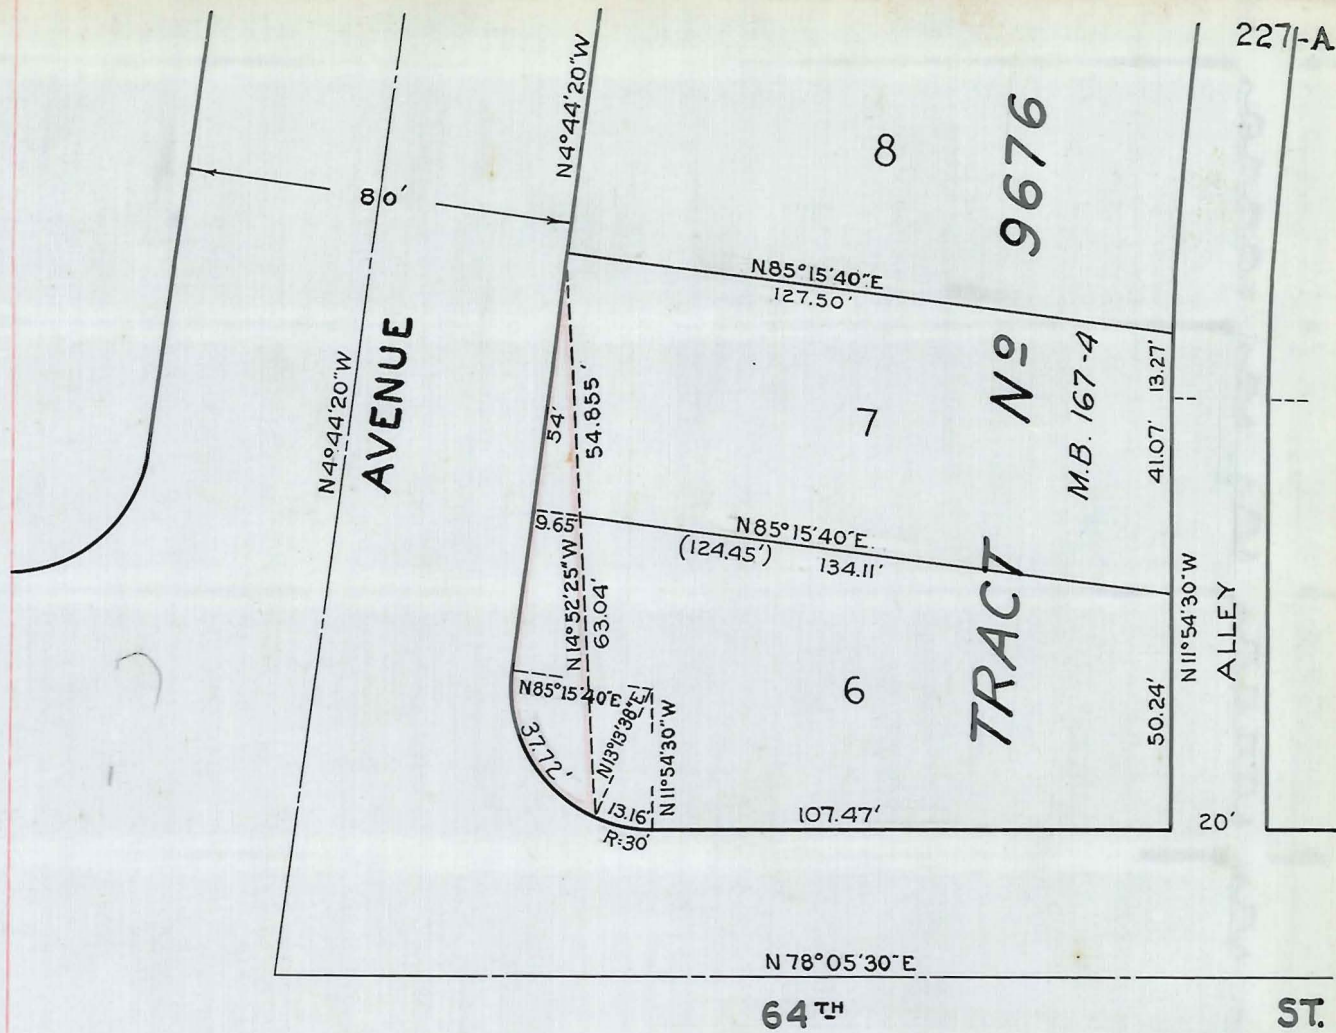 227-A
N4°44'20"W
8
9676
80'
N85°15'40"E
127.50'
N4°44'20"W
AVENUE
54'
54.855'
7
Nº
M.B. 167-4
13.27'
41.07'
9.65'
N85°15'40"E
(124.45') 134.11'
N14°52'25"W
63.04'
TRACT
N11°54'30"W
ALLEY
N85°15'40"E
N13°13'38"E
N11°54'30"W
6
50.24'
37.72'
13.16'
R=30'
107.47'
20'
N78°05'30"E
64TH ST.